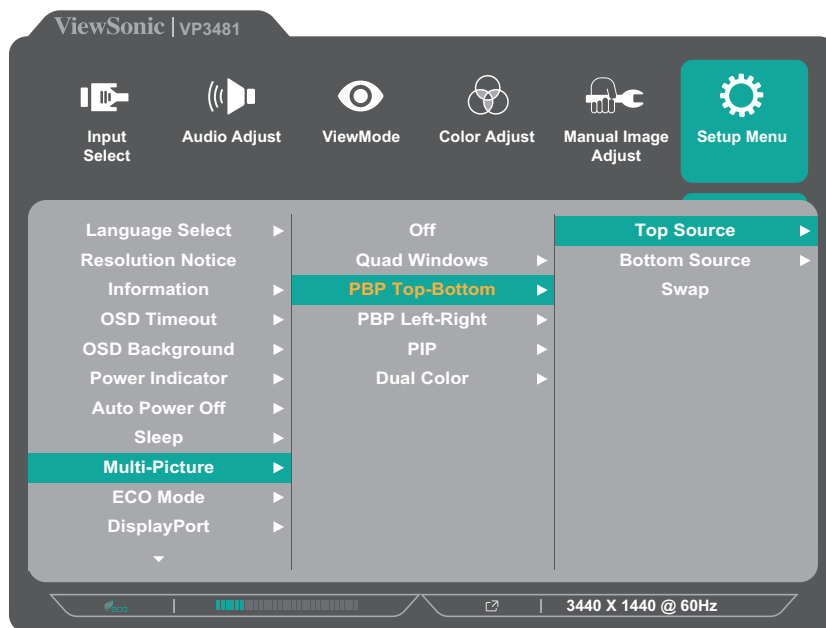 ViewSonic | VP3481
Input Select
Audio Adjust
ViewMode
Color Adjust
Manual Image Adjust
Setup Menu
Language Select
Resolution Notice
Information
OSD Timeout
OSD Background
Power Indicator
Auto Power Off
Sleep
Multi-Picture
ECO Mode
DisplayPort
Off
Quad Windows
PBP Top-Bottom
PBP Left-Right
PIP
Dual Color
Top Source
Bottom Source
Swap
eco
3440 X 1440 @ 60Hz